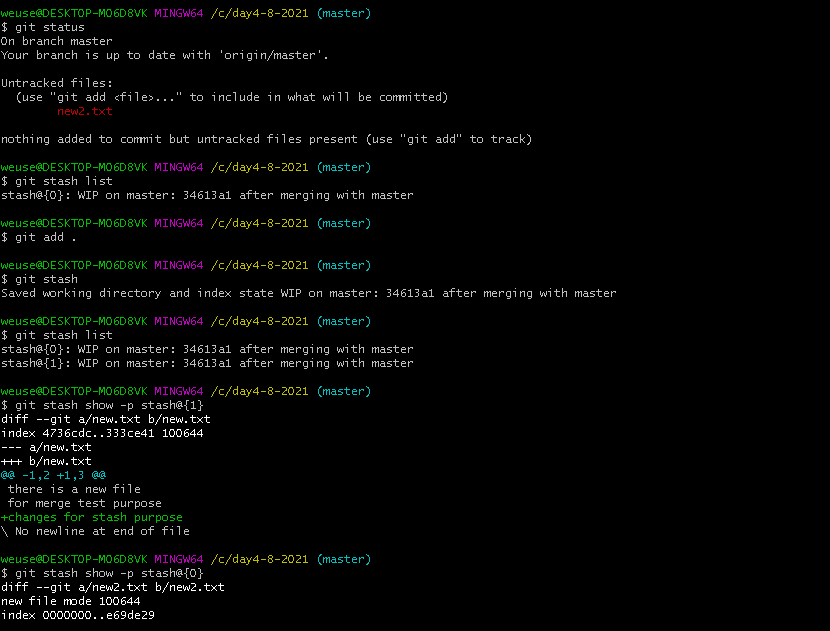 weuse@DESKTOP-MO6D8VK MINGW64 /c/day4-8-2021 (master)
$ git status
On branch master
Your branch is up to date with 'origin/master'.
Untracked files:
(use "git add <file>..." to include in what will be committed)
new2.txt
nothing added to commit but untracked files present (use "git add" to track)
weuse@DESKTOP-MO6D8VK MINGW64 /c/day4-8-2021 (master)
$ git stash list
stash@{0}: WIP on master: 34613a1 after merging with master
weuse@DESKTOP-MO6D8VK MINGW64 /c/day4-8-2021 (master)
$ git add .
weuse@DESKTOP-MO6D8VK MINGW64 /c/day4-8-2021 (master)
$ git stash
Saved working directory and index state WIP on master: 34613a1 after merging with master
weuse@DESKTOP-MO6D8VK MINGW64 /c/day4-8-2021 (master)
$ git stash list
stash@{0}: WIP on master: 34613a1 after merging with master
stash@{1}: WIP on master: 34613a1 after merging with master
weuse@DESKTOP-MO6D8VK MINGW64 /c/day4-8-2021 (master)
$ git stash show -p stash@{1}
diff --git a/new.txt b/new.txt
index 4736cdc..333ce41 100644
--- a/new.txt
+++ b/new.txt
@@ -1,2 +1,3 @@
there is a new file
for merge test purpose
+changes for stash purpose
\ No newline at end of file
weuse@DESKTOP-MO6D8VK MINGW64 /c/day4-8-2021 (master)
$ git stash show -p stash@{0}
diff --git a/new2.txt b/new2.txt
new file mode 100644
index 0000000..e69de29